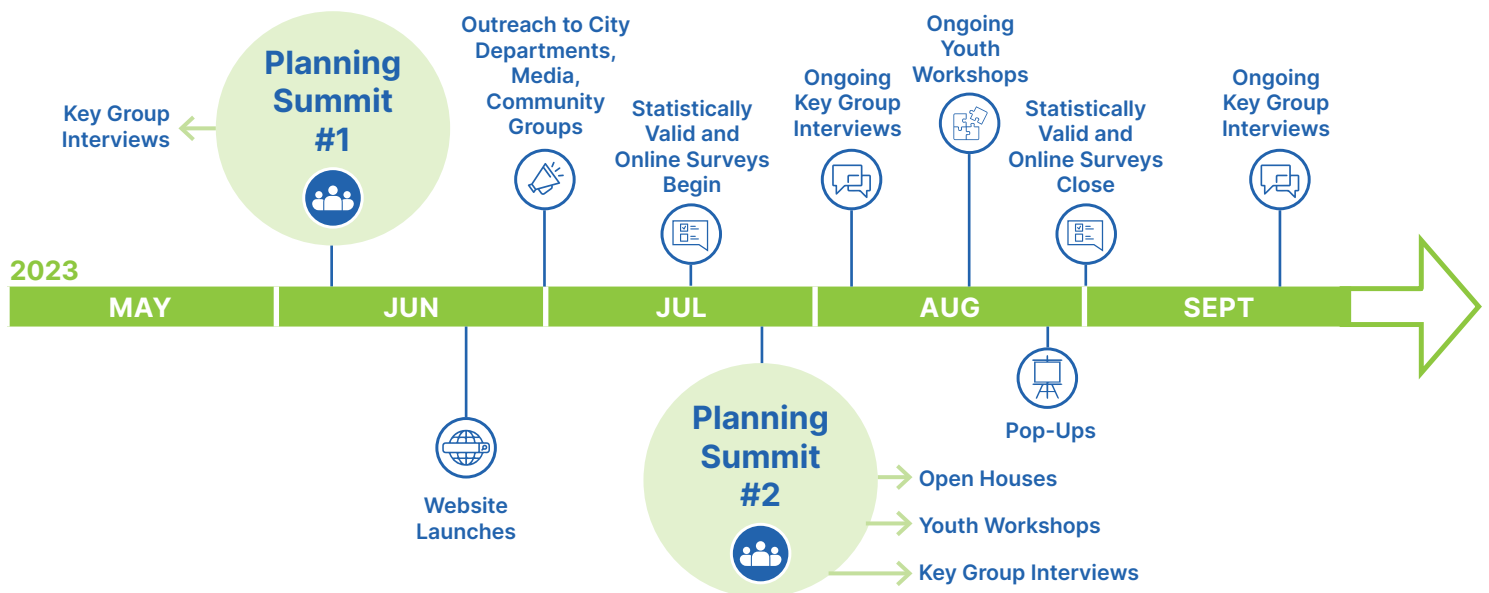 Key Group
Interviews
Planning
Summit
#1
Outreach to City
Departments,
Media,
Community
Groups
Statistically
Valid and
Online Surveys
Begin
Ongoing
Key Group
Interviews
Ongoing
Youth
Workshops
Statistically
Valid and
Online Surveys
Close
Ongoing
Key Group
Interviews
2023
MAY
JUN
JUL
AUG
SEPT
Website
Launches
Planning
Summit
#2
Pop-Ups
Open Houses
Youth Workshops
Key Group Interviews